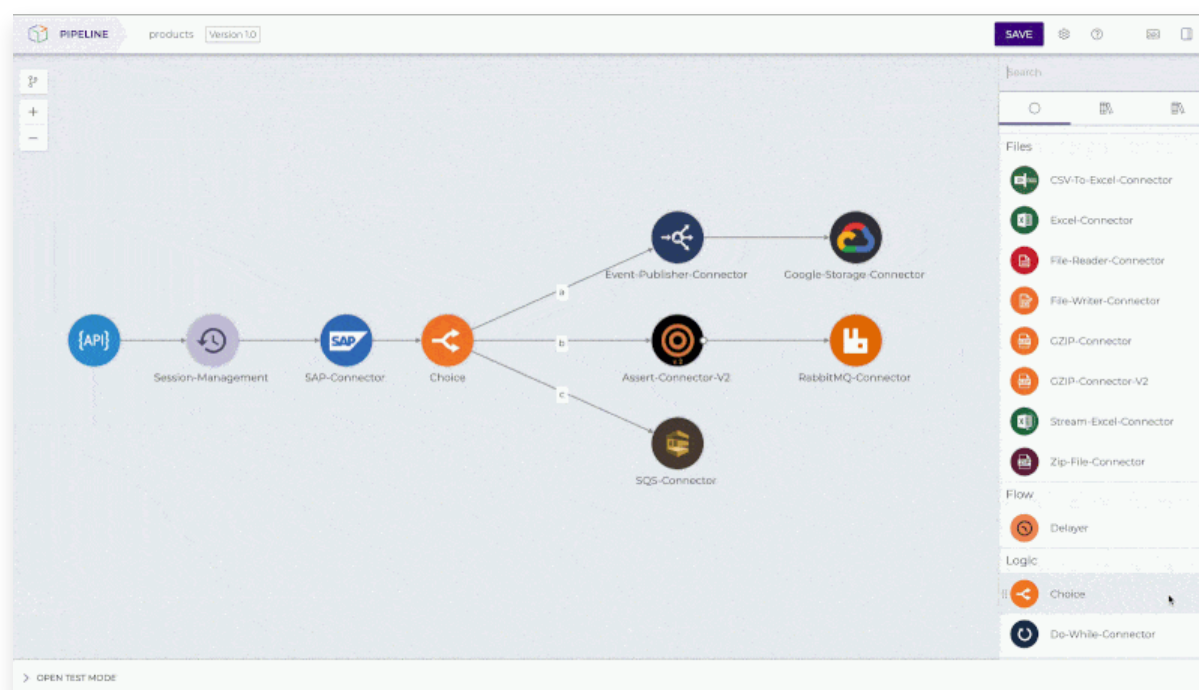 PIPELINE products Version 1.0 SAVE
Search
Files
CSV-To-Excel-Connector
Excel-Connector
File-Reader-Connector
File-Writer-Connector
GZIP-Connector
GZIP-Connector-V2
Stream-Excel-Connector
Zip-File-Connector
Flow
Delayer
Logic
Choice
Do-While-Connector
Event-Publisher-Connector
Google-Storage-Connector
a
{API}
Session-Management
SAP
SAP-Connector
Choice
b
Assert-Connector-V2
RabbitMQ-Connector
c
SQS-Connector
OPEN TEST MODE